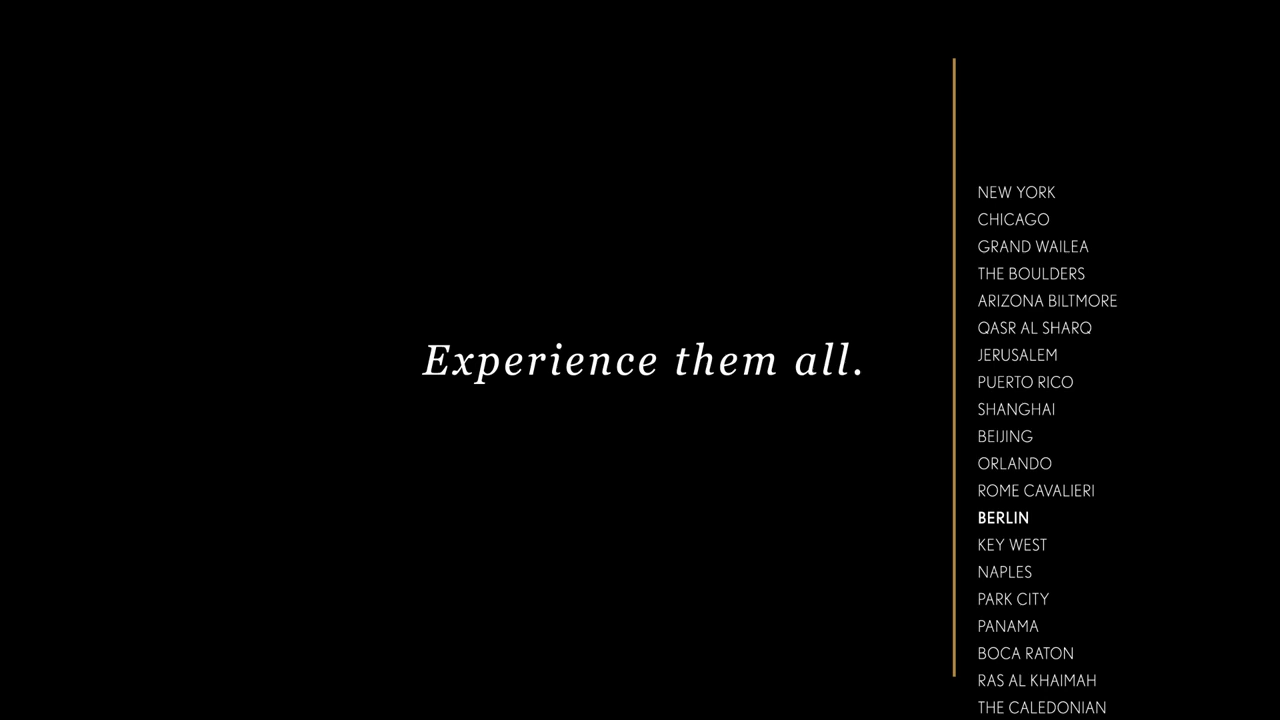 Experience them all.
NEW YORK
CHICAGO
GRAND WAILEA
THE BOULDERS
ARIZONA BILTMORE
QASR AL SHARQ
JERUSALEM
PUERTO RICO
SHANGHAI
BEIJING
ORLANDO
ROME CAVALIERI
BERLIN
KEY WEST
NAPLES
PARK CITY
PANAMA
BOCA RATON
RAS AL KHAIMAH
THE CALEDONIAN